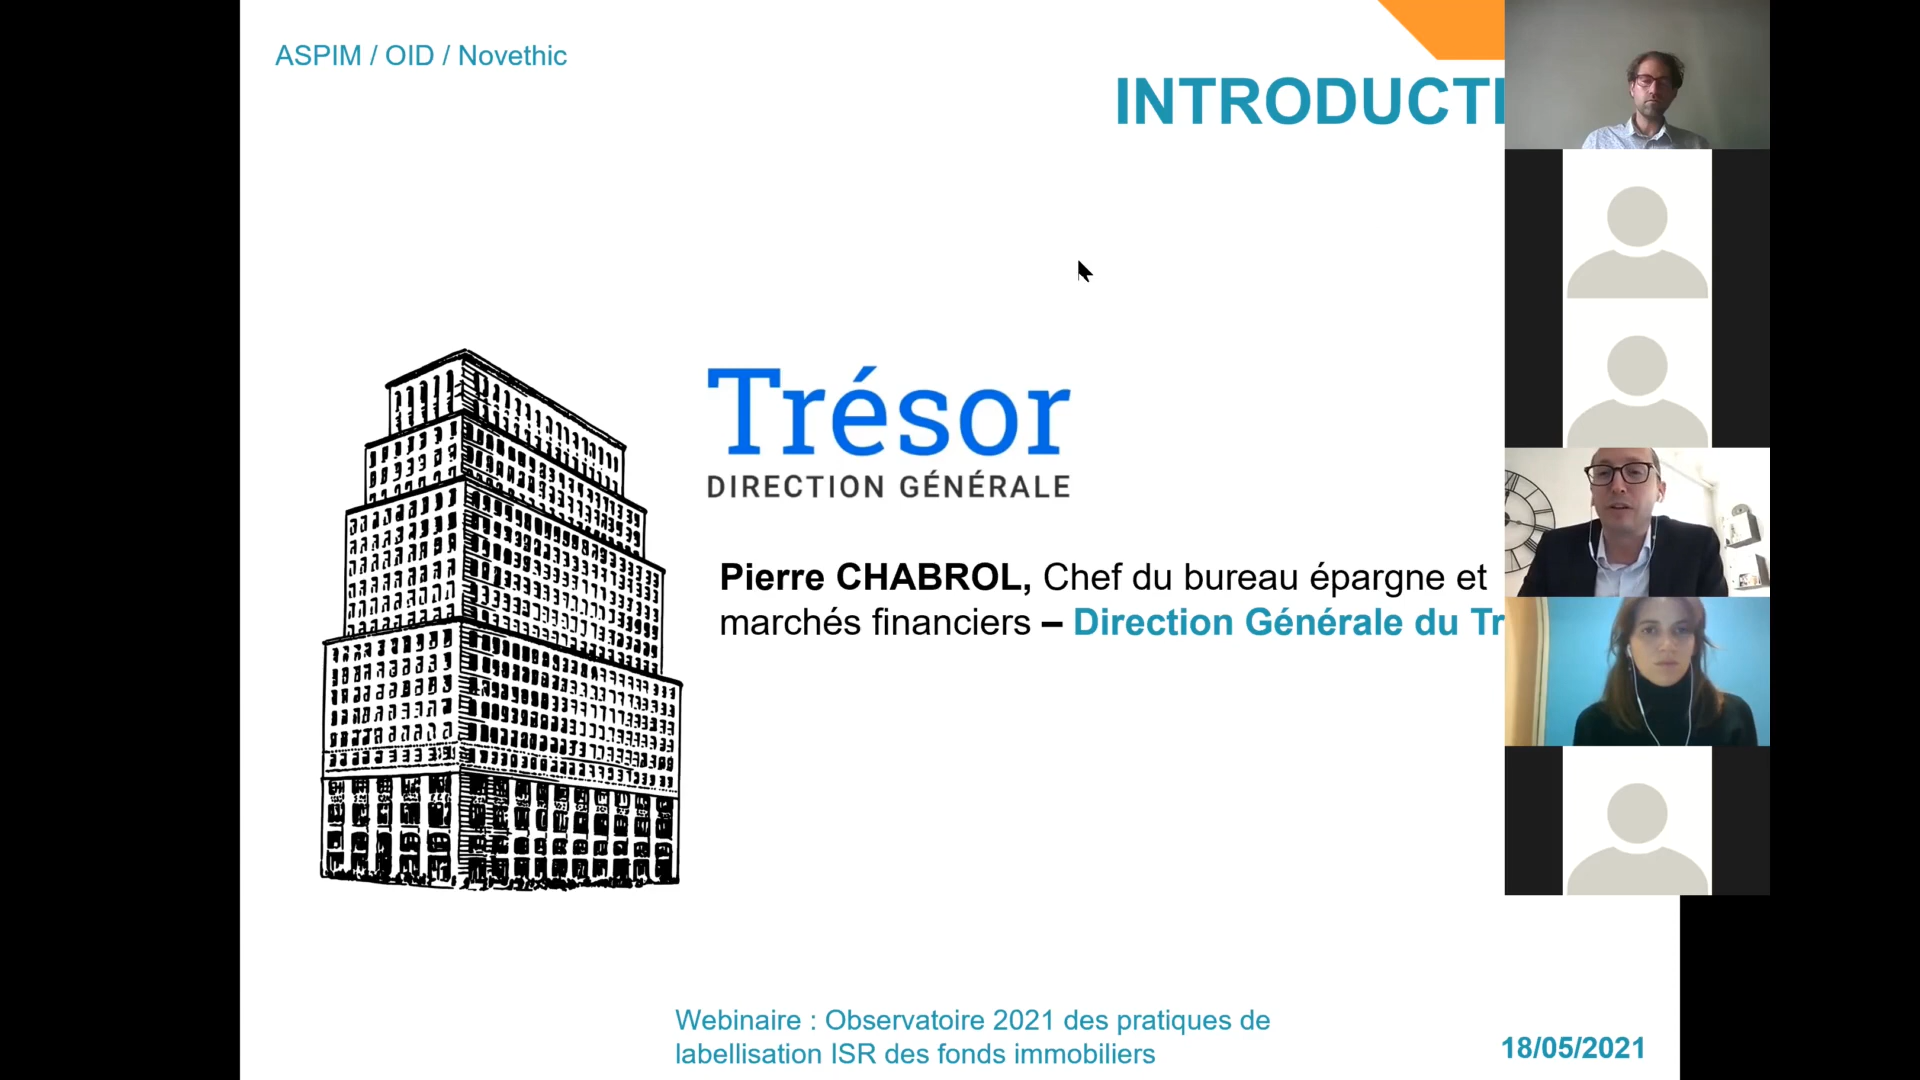 ASPIM / OID / Novethic
INTRODUCTI
Trésor
DIRECTION GÉNÉRALE
Pierre CHABROL, Chef du bureau épargne et
marchés financiers – Direction Générale du Tr
Webinaire : Observatoire 2021 des pratiques de
labellisation ISR des fonds immobiliers
18/05/2021